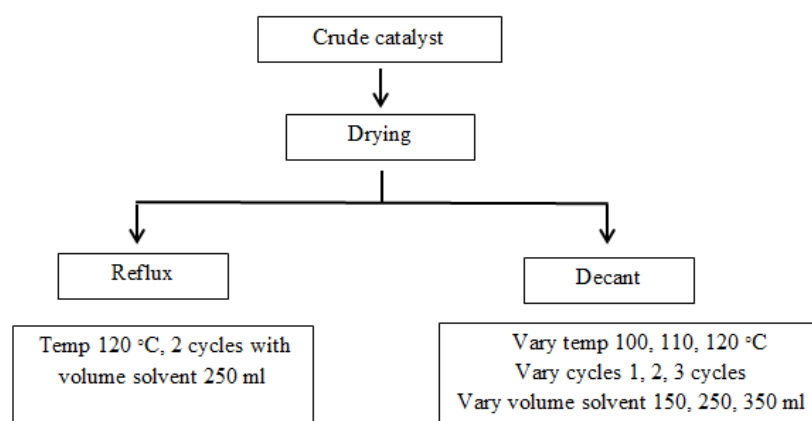 Crude catalyst
Drying
Reflux
Temp 120 °C, 2 cycles with
volume solvent 250 ml
Decant
Vary temp 100, 110, 120 °C
Vary cycles 1, 2, 3 cycles
Vary volume solvent 150, 250, 350 ml